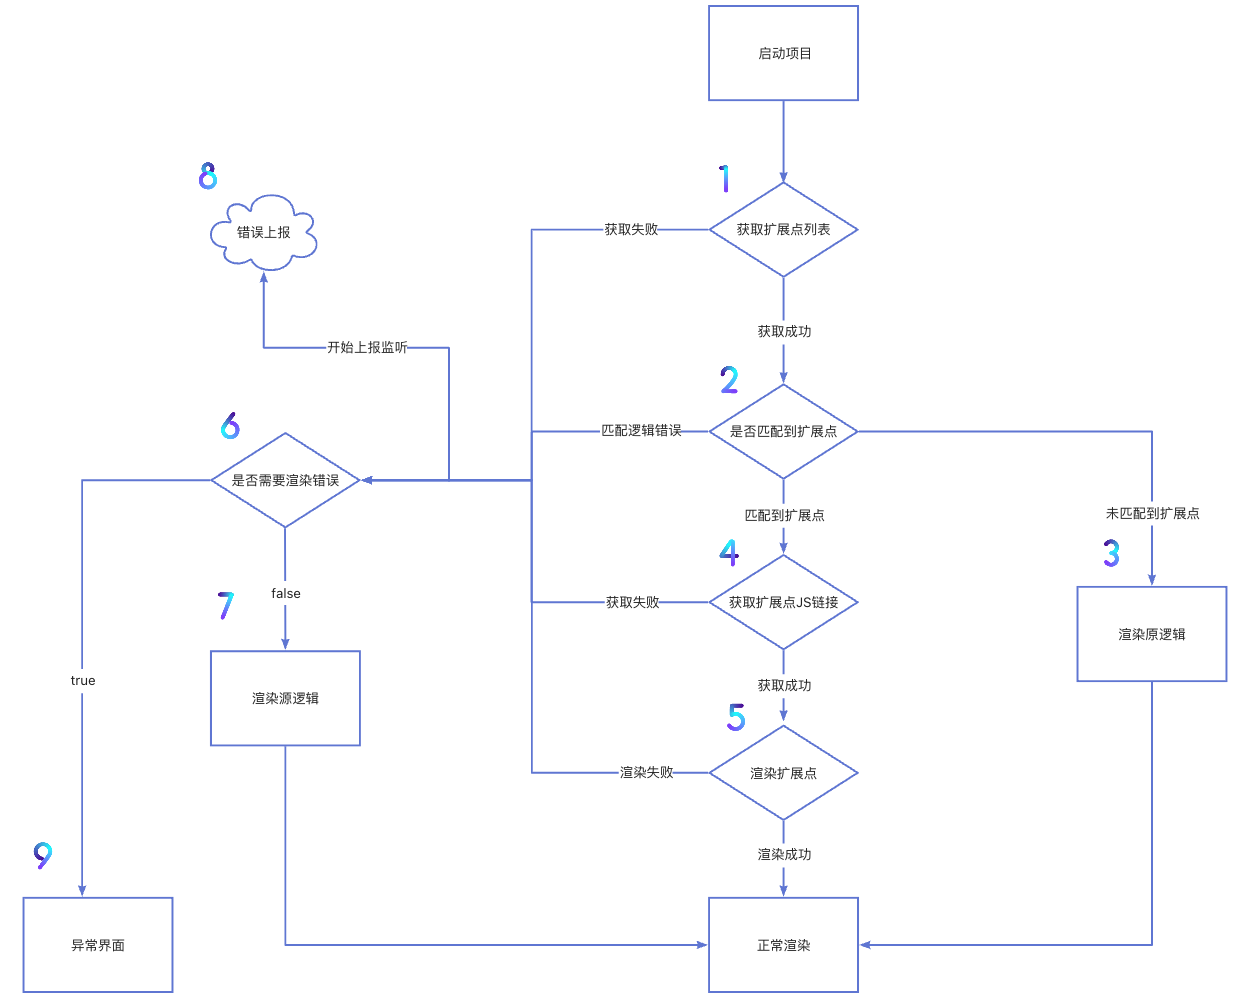 启动项目
1
获取扩展点列表
获取失败
8
错误上报
获取成功
开始上报监听
2
是否匹配到扩展点
匹配逻辑错误
6
是否需要渲染错误
匹配到扩展点
未匹配到扩展点
4
3
获取扩展点JS链接
获取失败
7
false
渲染原逻辑
true
获取成功
渲染源逻辑
5
渲染扩展点
渲染失败
渲染成功
9
异常界面
正常渲染